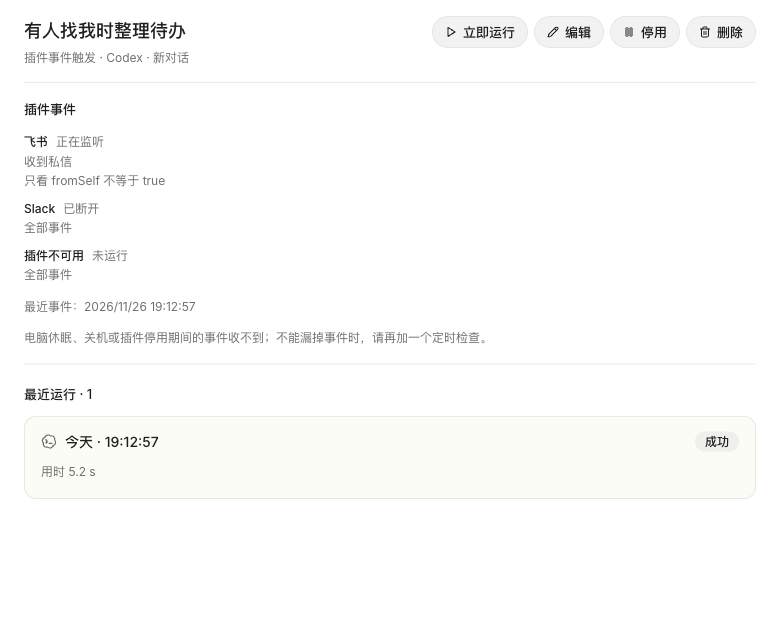 有人找我时整理待办
立即运行
编辑
停用
删除
插件事件触发 · Codex · 新对话
插件事件
飞书 正在监听
收到私信
只看 fromSelf 不等于 true
Slack 已断开
全部事件
插件不可用 未运行
全部事件
最近事件：2026/11/26 19:12:57
电脑休眠、关机或插件停用期间的事件收不到；不能漏掉事件时，请再加一个定时检查。
最近运行 · 1
今天 · 19:12:57
成功
用时 5.2 s